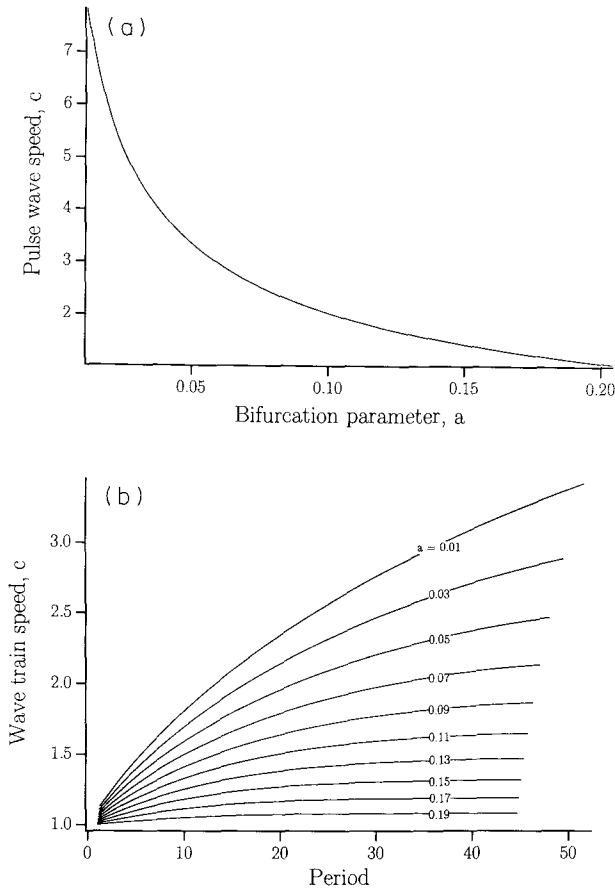 (a)
Pulse wave speed, c
7
6
5
4
3
2
0.05 0.10 0.15 0.20
Bifurcation parameter, a
(b)
Wave train speed, c
3.0
2.5
2.0
1.5
1.0
a = 0.01
0.03
0.05
0.07
0.09
0.11
0.13
0.15
0.17
0.19
0 10 20 30 40 50
Period